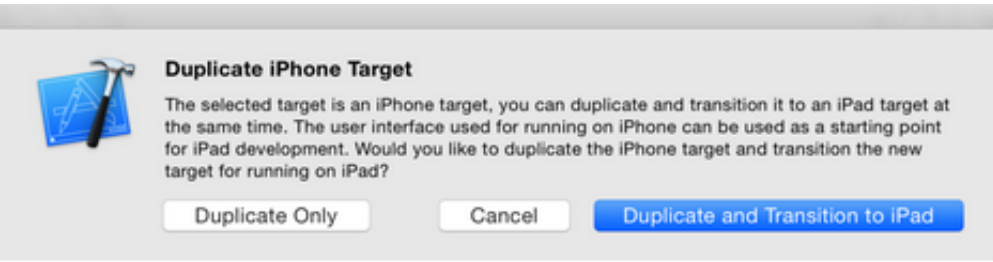 Duplicate iPhone Target
The selected target is an iPhone target, you can duplicate and transition it to an iPad target at
the same time. The user interface used for running on iPhone can be used as a starting point
for iPad development. Would you like to duplicate the iPhone target and transition the new
target for running on iPad?
Duplicate Only Cancel Duplicate and Transition to iPad